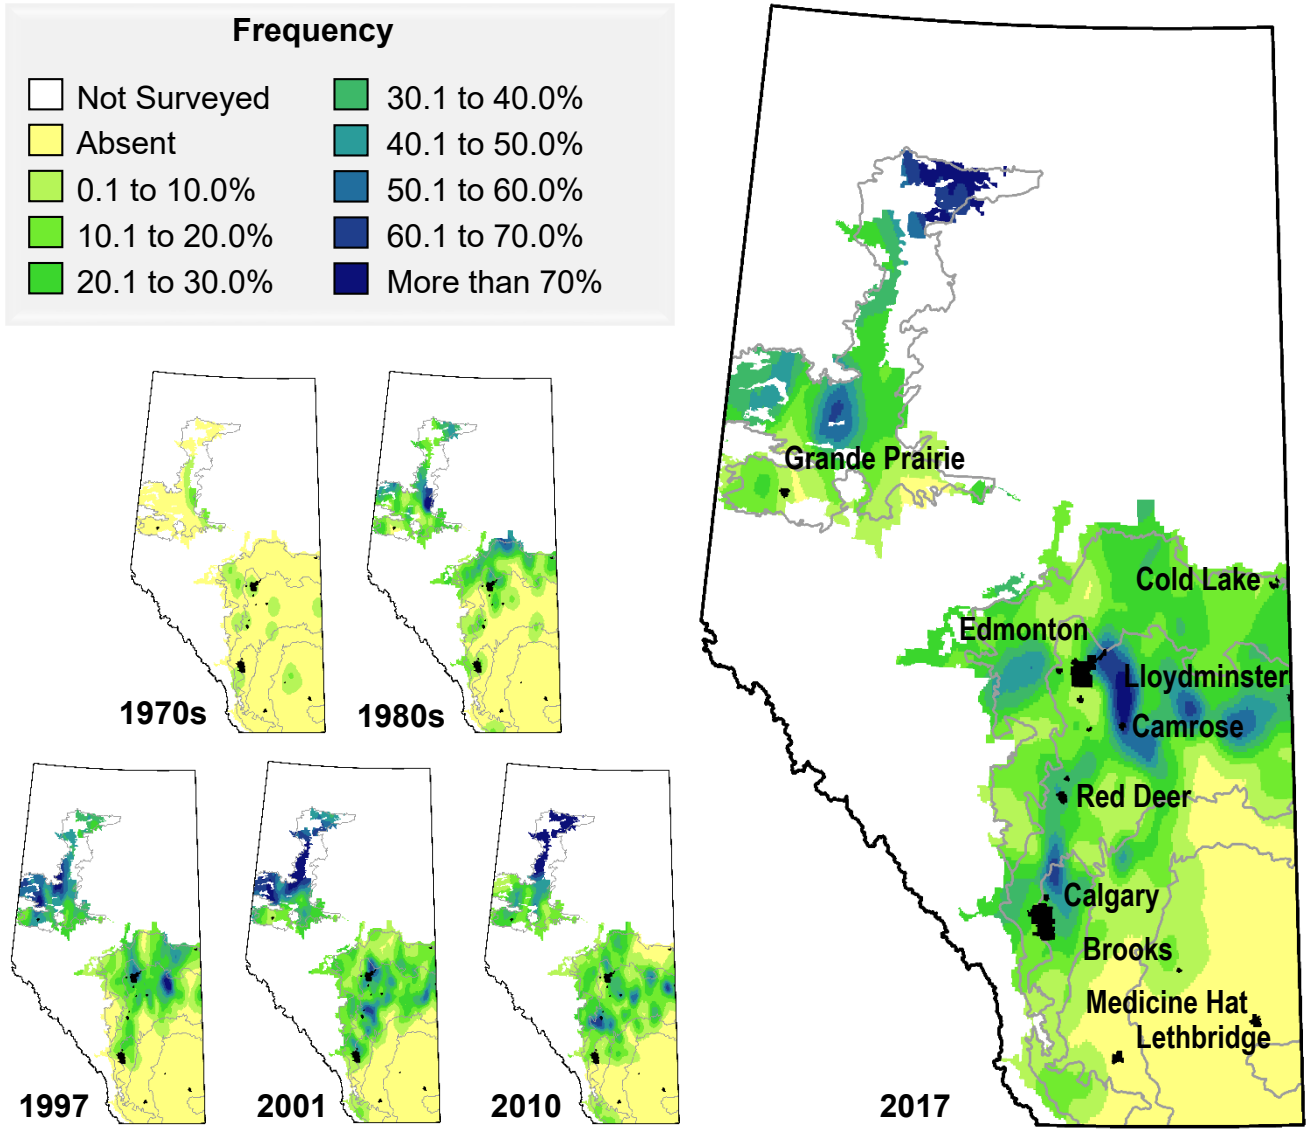 Frequency
Not Surveyed
Absent
0.1 to 10.0%
10.1 to 20.0%
20.1 to 30.0%
30.1 to 40.0%
40.1 to 50.0%
50.1 to 60.0%
60.1 to 70.0%
More than 70%
1970s
1980s
1997
2001
2010
Grande Prairie
Cold Lake
Edmonton
Lloydminster
Camrose
Red Deer
Calgary
Brooks
Medicine Hat
Lethbridge
2017